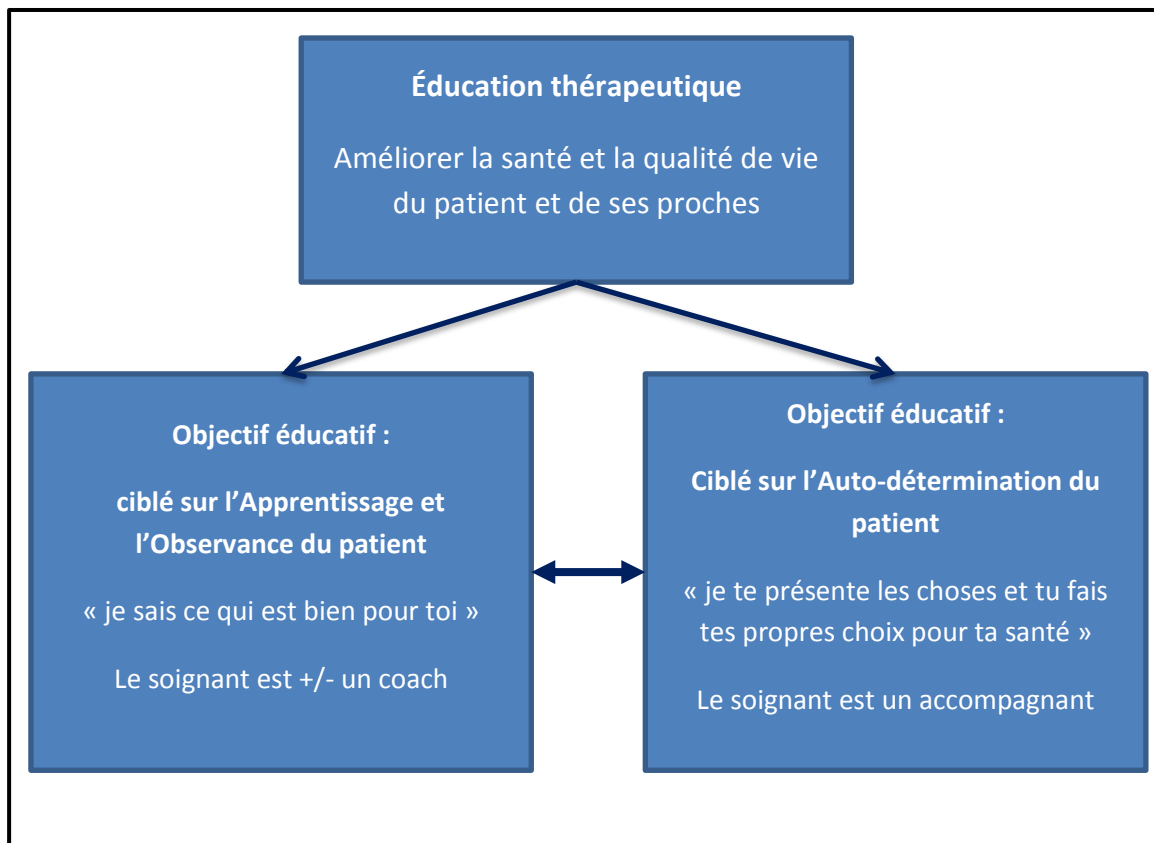 Éducation thérapeutique
Améliorer la santé et la qualité de vie
du patient et de ses proches
Objectif éducatif :
ciblé sur l’Apprentissage et
l’Observance du patient
« je sais ce qui est bien pour toi »
Le soignant est +/- un coach
Objectif éducatif :
Ciblé sur l’Auto-détermination du
patient
« je te présente les choses et tu fais
tes propres choix pour ta santé »
Le soignant est un accompagnant